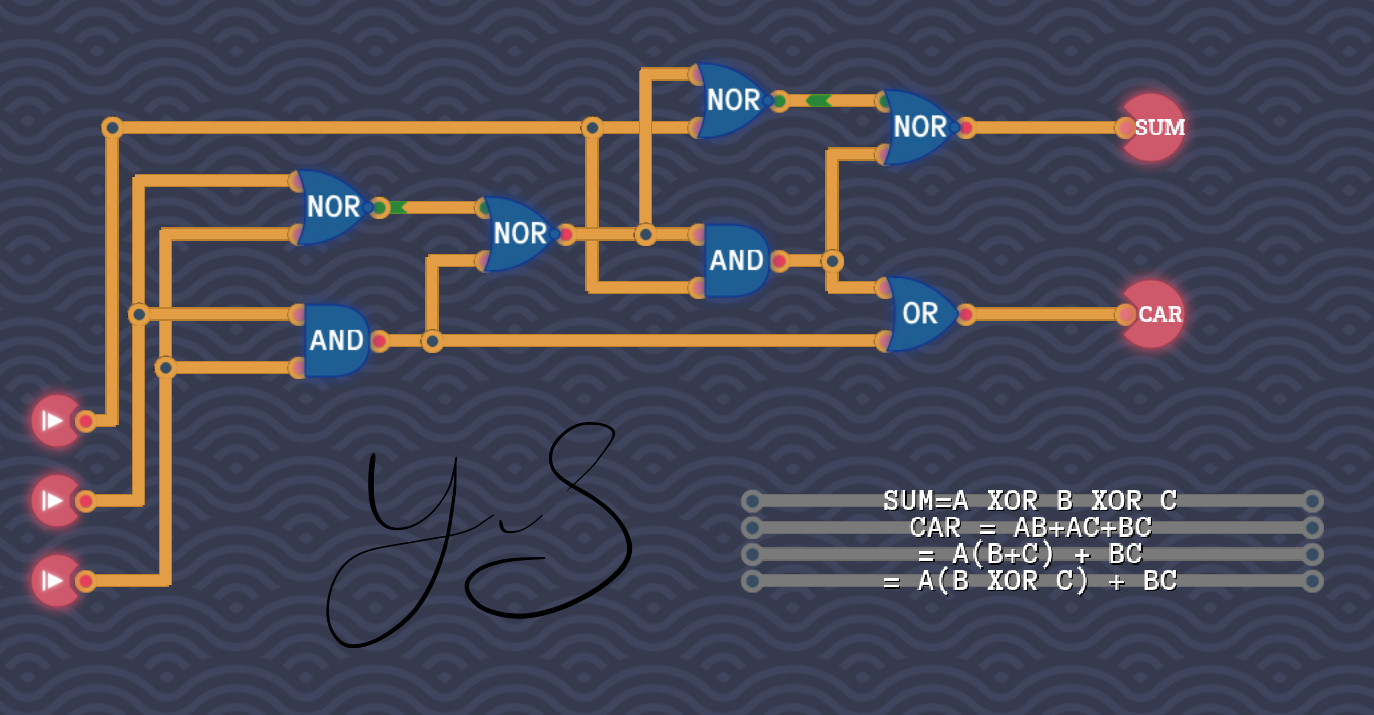 NOR
NOR
SUM
NOR
NOR
AND
OR
CAR
AND
Y.S
SUM=A XOR B XOR C
CAR = AB+AC+BC
= A(B+C) + BC
= A(B XOR C) + BC